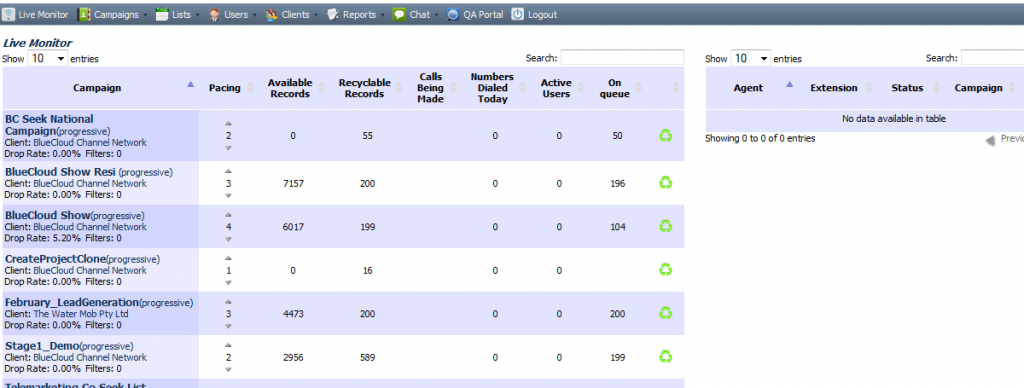 Live Monitor Campaigns Lists Users Clients Reports Chat QA Portal Logout
Live Monitor
Show 10 entries Search:
Campaign Pacing Available Records Recyclable Records Calls Being Made Numbers Dialed Today Active Users On queue
BC Seek National
Campaign(progressive) 2 0 55 0 0 50
Client: BlueCloud Channel Network
Drop Rate: 0.00% Filters: 0
BlueCloud Show Resi (progressive)
Client: BlueCloud Channel Network 3 7157 200 0 0 196
Drop Rate: 0.00% Filters: 0
BlueCloud Show(progressive)
Client: BlueCloud Channel Network 4 6017 199 0 0 104
Drop Rate: 5.20% Filters: 0
CreateProjectClone(progressive)
Client: BlueCloud Channel Network 1 0 16 0 0
Drop Rate: 0.00% Filters: 0
February_LeadGeneration(progressive)
Client: The Water Mob Pty Ltd 3 4473 200 0 0 200
Drop Rate: 0.00% Filters: 0
Stage1_Demo(progressive)
Client: BlueCloud Channel Network 2 2956 589 0 0 199
Drop Rate: 0.00% Filters: 0
Telemarketing Co Seek List
Show 10 entries Search:
Agent Extension Status Campaign
No data available in table
Showing 0 to 0 of 0 entries Previo